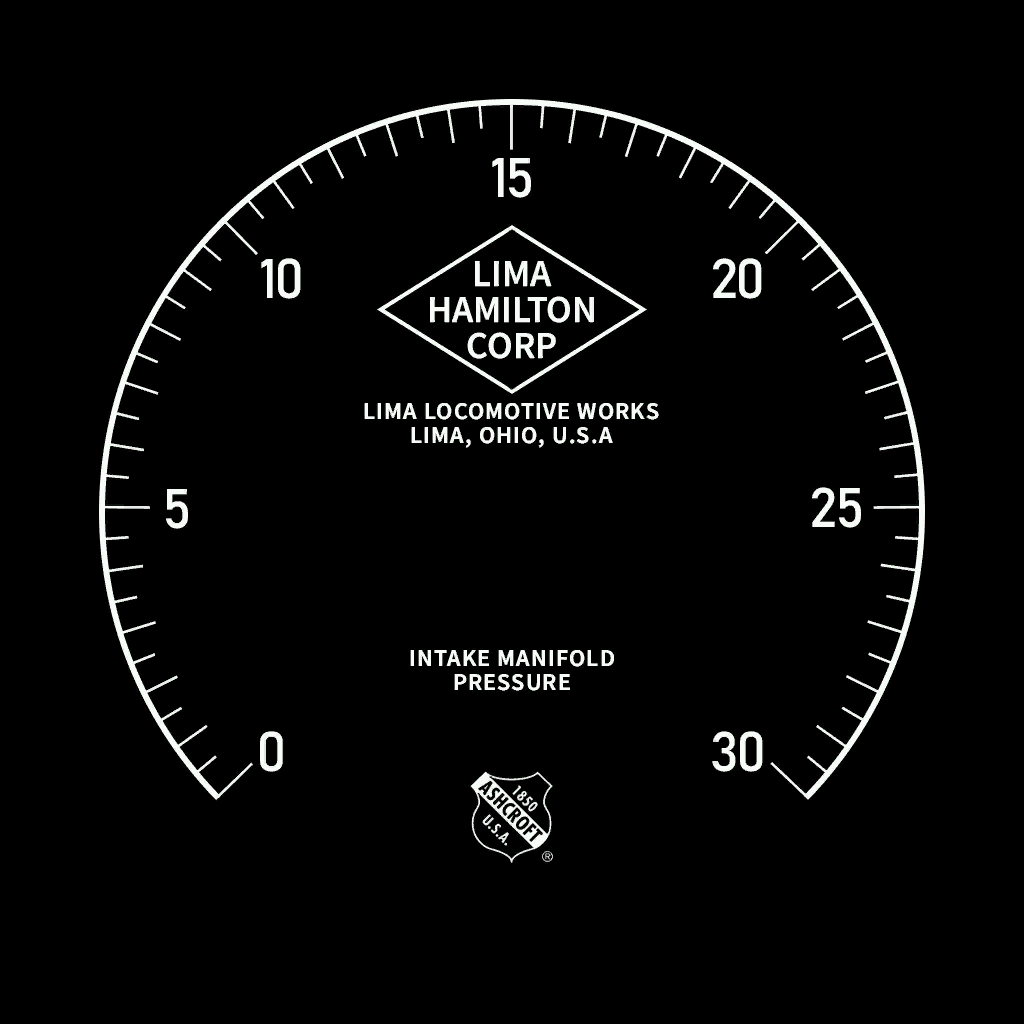 15
10
20
LIMA
HAMILTON
CORP
LIMA LOCOMOTIVE WORKS
LIMA, OHIO, U.S.A
5
25
INTAKE MANIFOLD
PRESSURE
0
30
1850
ASHCROFT
U.S.A.
®